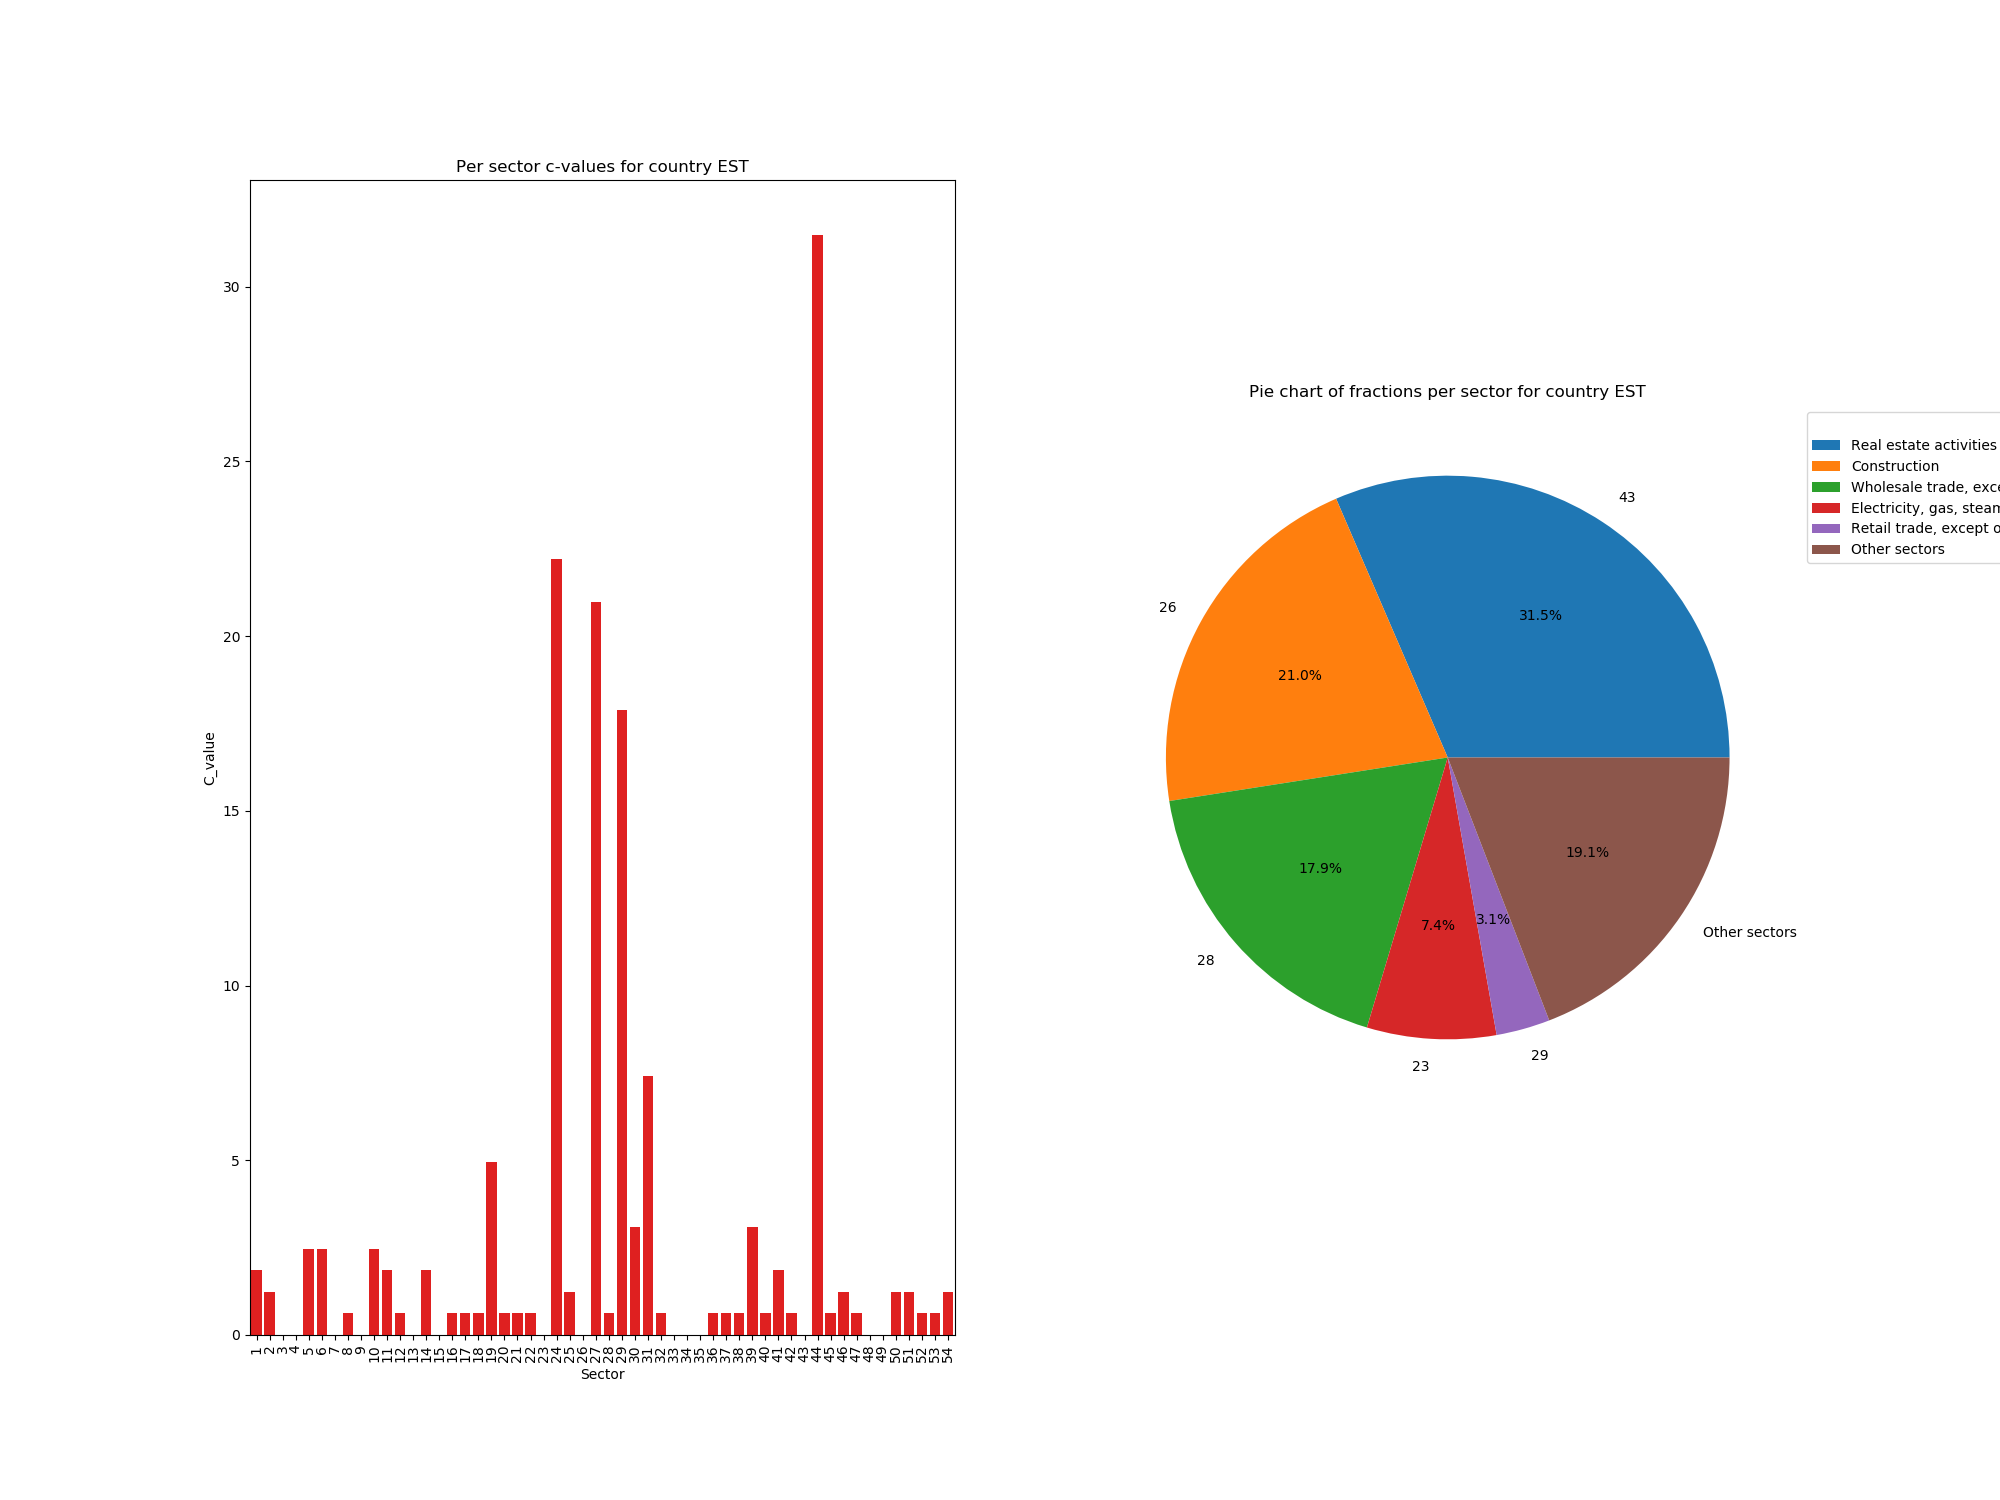 Per sector c-values for country EST
30
25
20
15
10
5
0
C_value
1 2 3 4 5 6 7 8 9 10 11 12 13 14 15 16 17 18 19 20 21 22 23 24 25 26 27 28 29 30 31 32 33 34 35 36 37 38 39 40 41 42 43 44 45 46 47 48 49 50 51 52 53 54
Sector
Pie chart of fractions per sector for country EST
43
26
28
23
29
Other sectors
31.5%
21.0%
17.9%
7.4%
3.1%
19.1%
Real estate activities
Construction
Wholesale trade, exc
Electricity, gas, steam
Retail trade, except o
Other sectors